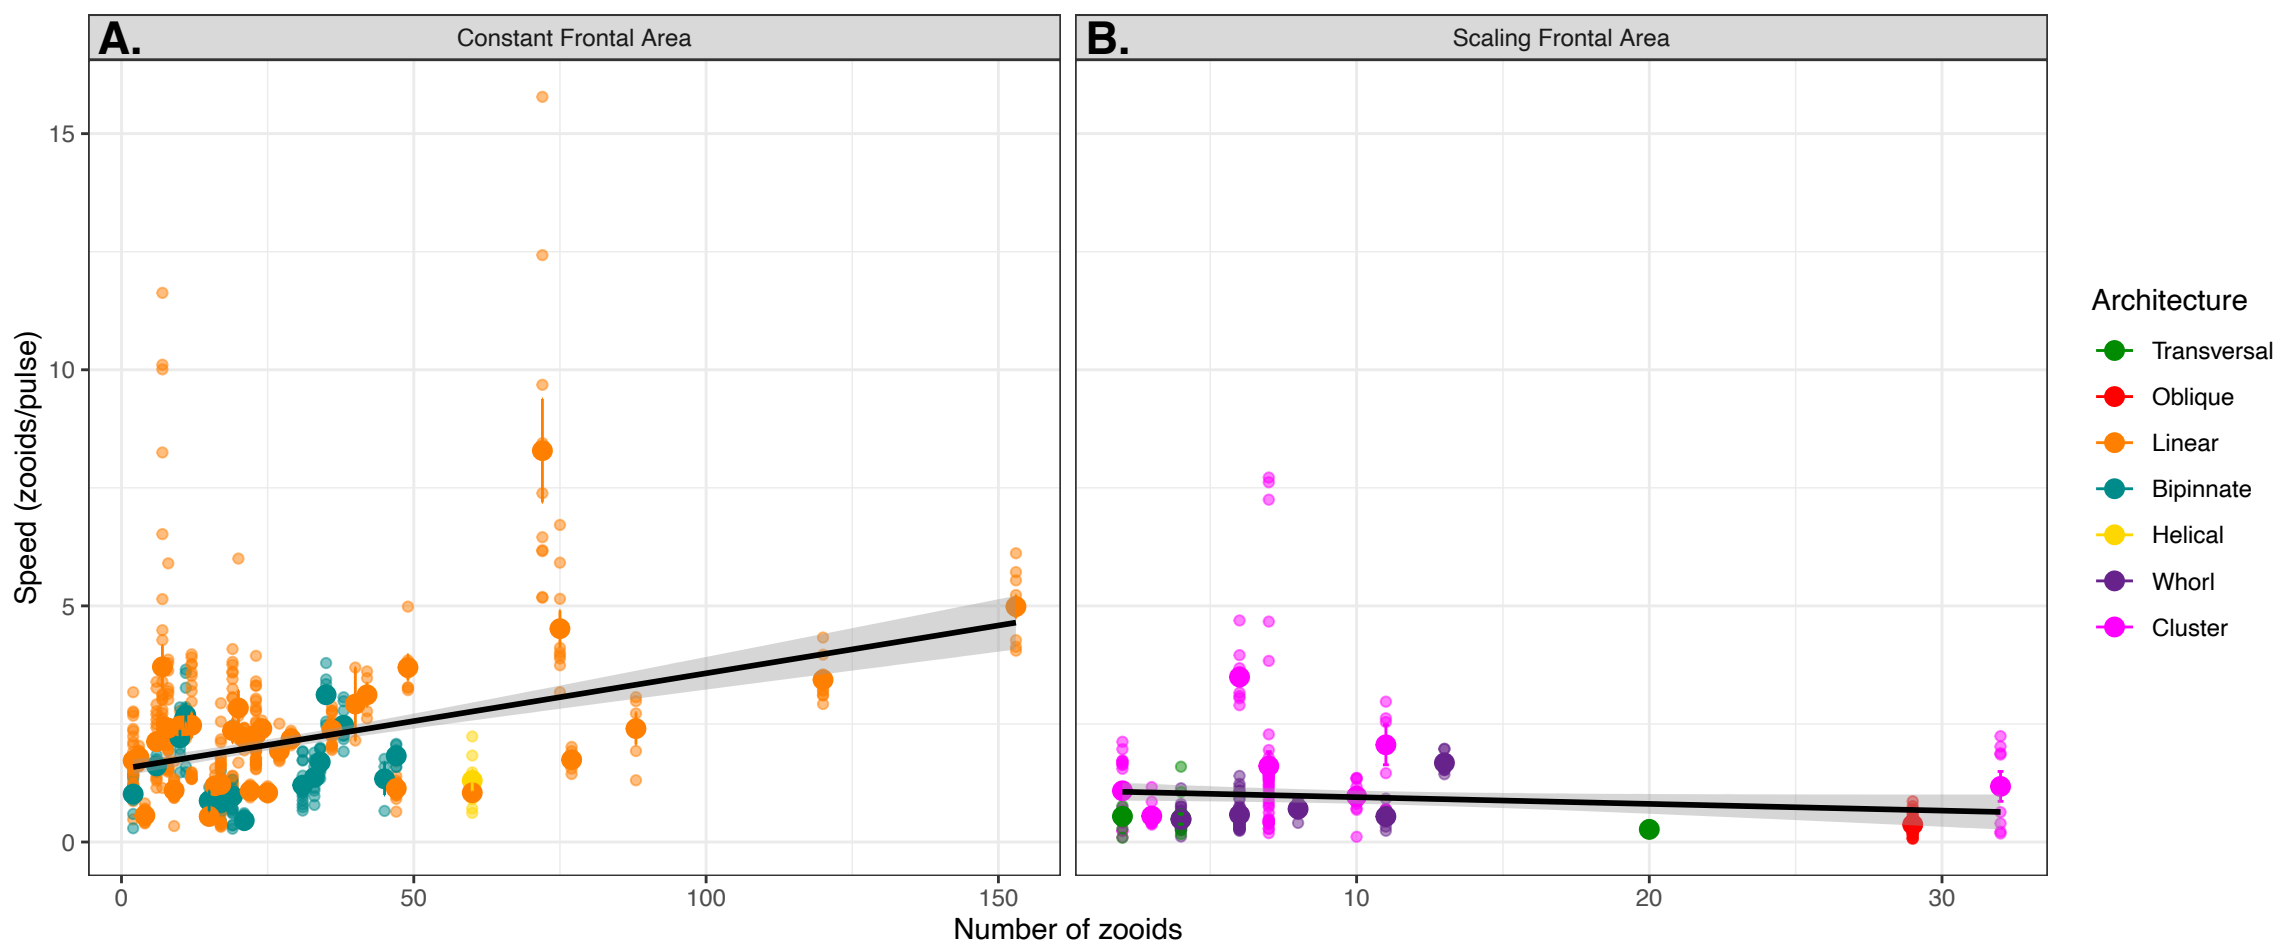 A. Constant Frontal Area
B. Scaling Frontal Area
Speed (zooids/pulse)
15
10
5
0
0 50 100 150
10 20 30
Number of zooids
Architecture
Transversal
Oblique
Linear
Bipinnate
Helical
Whorl
Cluster